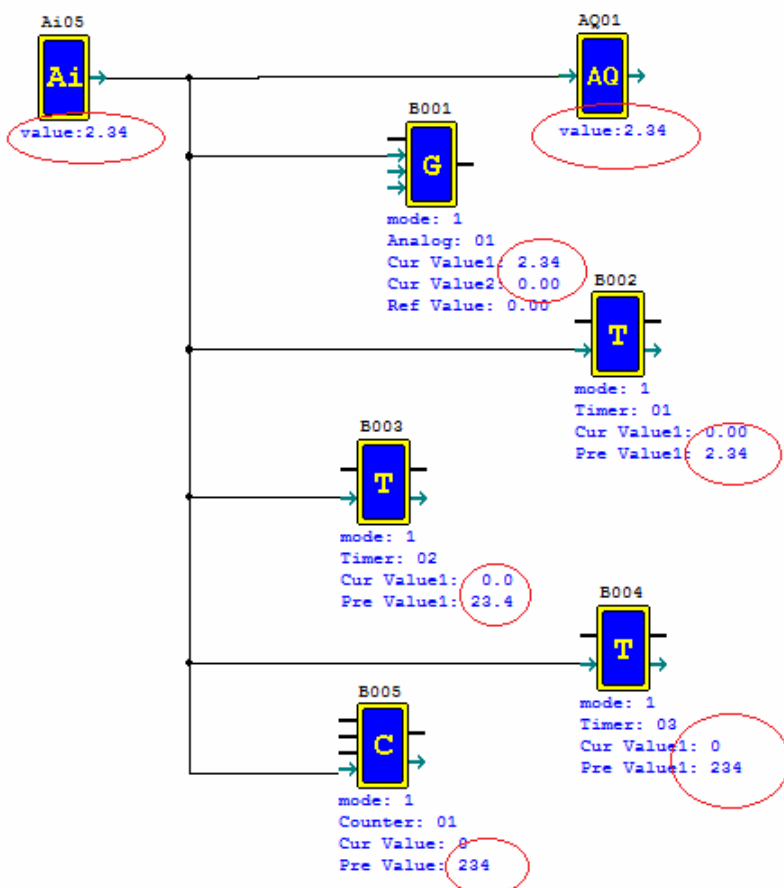 Ai05
Ai
value:2.34
AQ01
AQ
value:2.34
B001
G
mode: 1
Analog: 01
Cur Value1: 2.34
Cur Value2: 0.00
Ref Value: 0.00
B002
T
mode: 1
Timer: 01
Cur Value1: 0.00
Pre Value1: 2.34
B003
T
mode: 1
Timer: 02
Cur Value1: 0.0
Pre Value1: 23.4
B004
T
mode: 1
Timer: 03
Cur Value1: 0
Pre Value1: 234
B005
C
mode: 1
Counter: 01
Cur Value: 0
Pre Value: 234